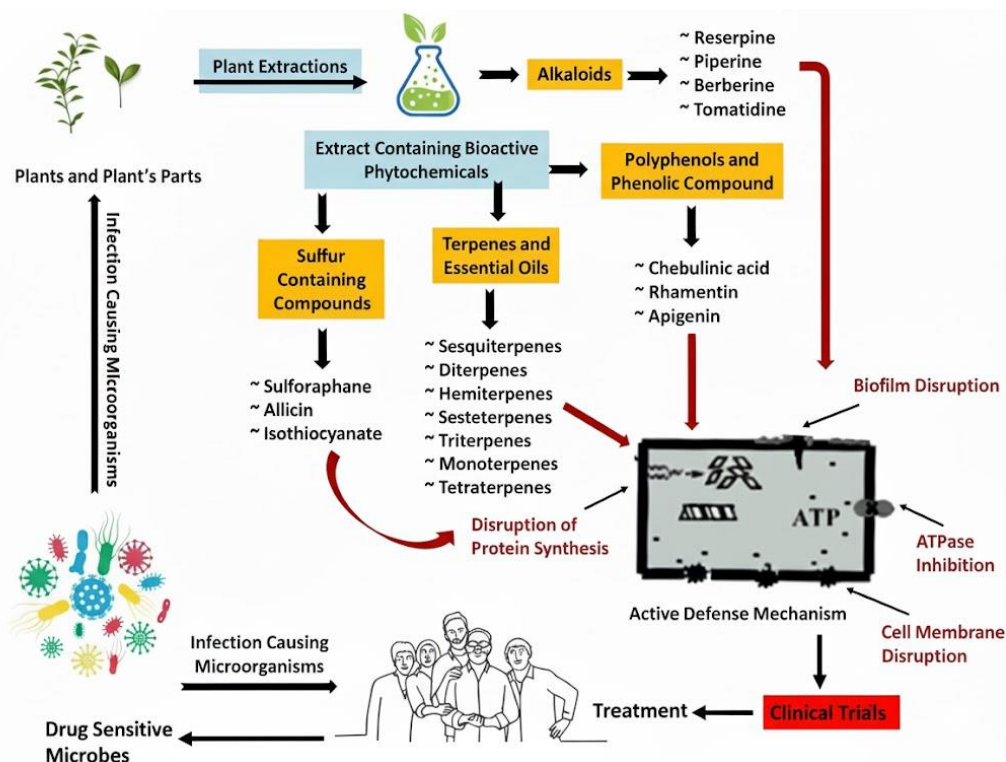 Plant Extractions
Alkaloids
~ Reserpine
~ Piperine
~ Berberine
~ Tomatidine
Plants and Plant's Parts
Extract Containing Bioactive
Phytochemicals
Polyphenols and
Phenolic Compound
Infection Causing Microorganisms
Sulfur
Containing
Compounds
Terpenes and
Essential Oils
~ Chebulinic acid
~ Rhamentin
~ Apigenin
~ Sulforaphane
~ Allicin
~ Isothiocyanate
~ Sesquiterpenes
~ Diterpenes
~ Hemiterpenes
~ Sesteterpenes
~ Triterpenes
~ Monoterpenes
~ Tetraterpenes
Biofilm Disruption
ATP
Disruption of
Protein Synthesis
ATPase
Inhibition
Active Defense Mechanism
Cell Membrane
Disruption
Infection Causing
Microorganisms
Clinical Trials
Treatment
Drug Sensitive
Microbes